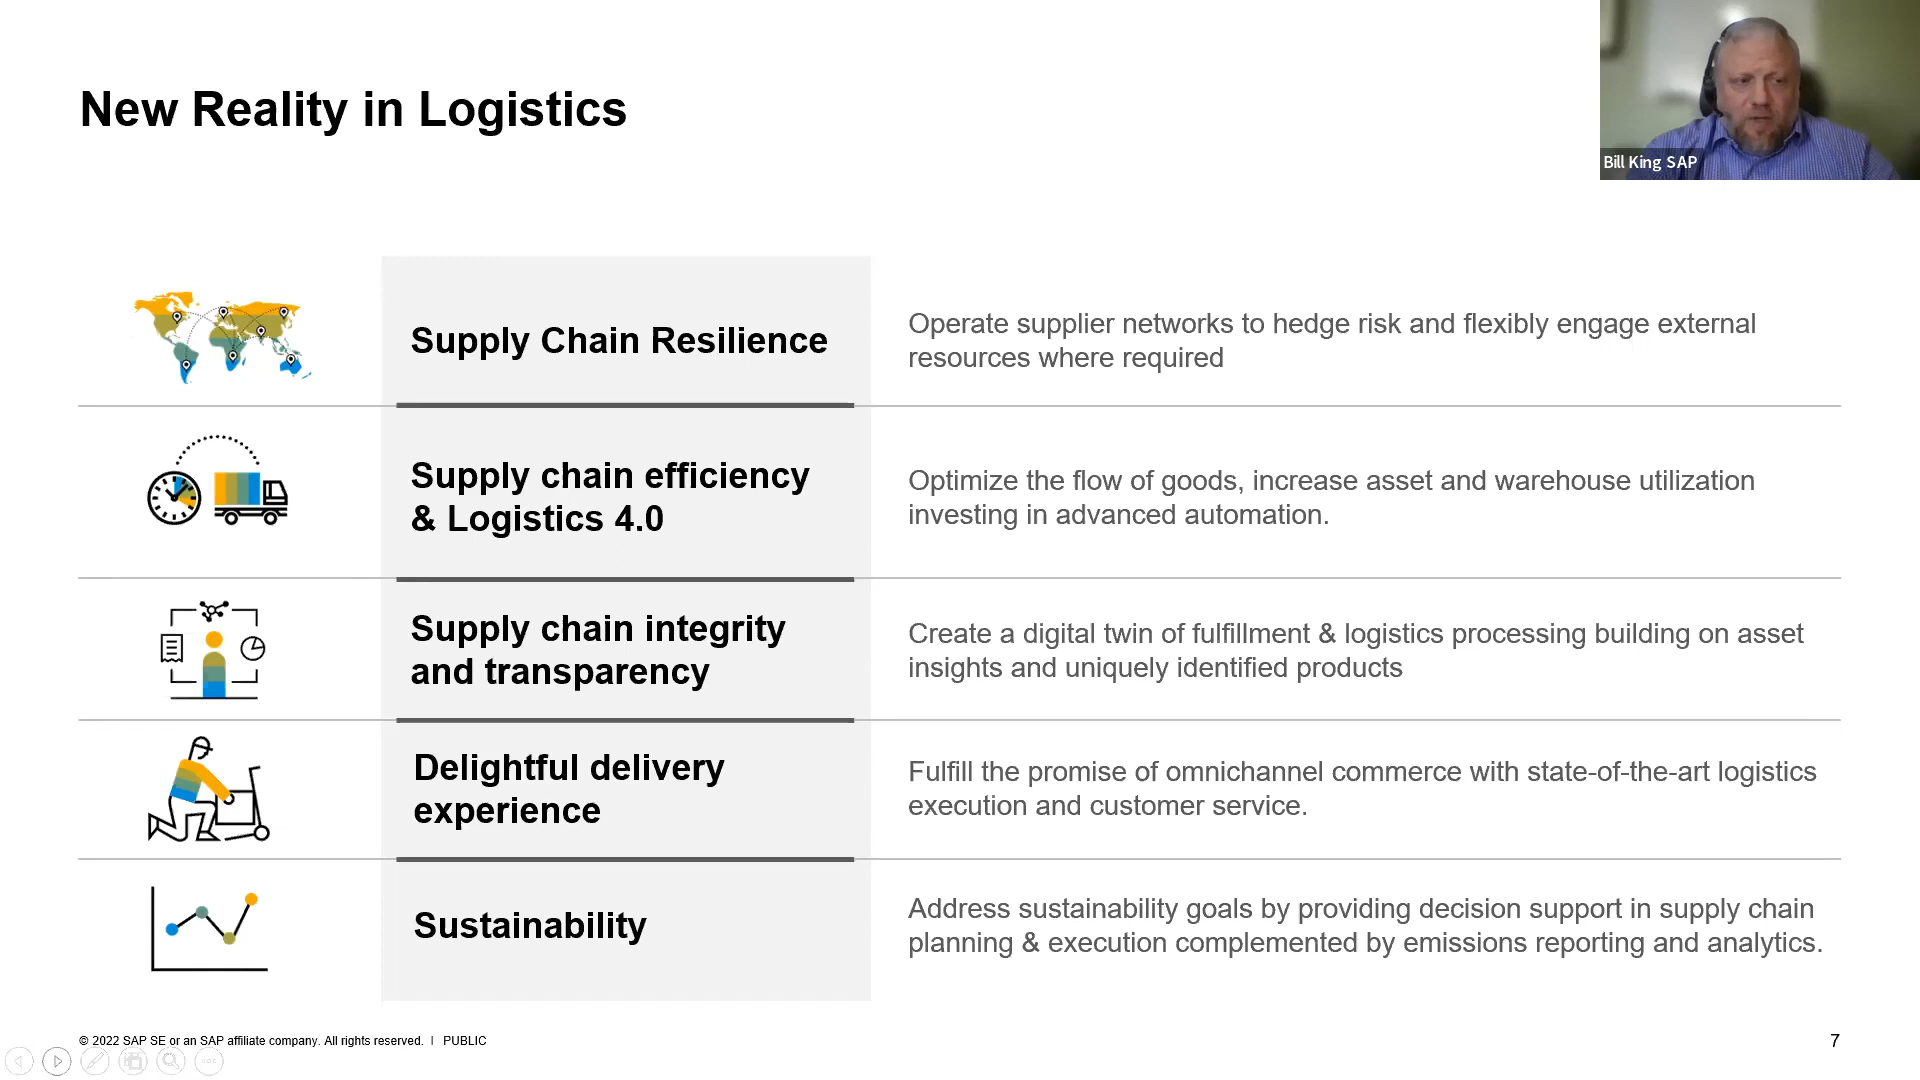 New Reality in Logistics
Bill King SAP
Supply Chain Resilience
Operate supplier networks to hedge risk and flexibly engage external
resources where required
Supply chain efficiency
& Logistics 4.0
Optimize the flow of goods, increase asset and warehouse utilization
investing in advanced automation.
Supply chain integrity
and transparency
Create a digital twin of fulfillment & logistics processing building on asset
insights and uniquely identified products
Delightful delivery
experience
Fulfill the promise of omnichannel commerce with state-of-the-art logistics
execution and customer service.
Sustainability
Address sustainability goals by providing decision support in supply chain
planning & execution complemented by emissions reporting and analytics.
© 2022 SAP SE or an SAP affiliate company. All rights reserved. I PUBLIC
7